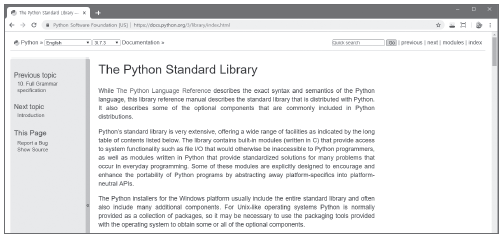 The Python Standard Library —
Python Software Foundation [US] | https://docs.python.org/3/library/index.html
Python » English 3.7.3 Documentation » Quick search Go | previous | next | modules | index
Previous topic
10. Full Grammar
specification
Next topic
Introduction
This Page
Report a Bug
Show Source
The Python Standard Library
While The Python Language Reference describes the exact syntax and semantics of the Python
language, this library reference manual describes the standard library that is distributed with Python.
It also describes some of the optional components that are commonly included in Python
distributions.
Python's standard library is very extensive, offering a wide range of facilities as indicated by the long
table of contents listed below. The library contains built-in modules (written in C) that provide access
to system functionality such as file I/O that would otherwise be inaccessible to Python programmers,
as well as modules written in Python that provide standardized solutions for many problems that
occur in everyday programming. Some of these modules are explicitly designed to encourage and
enhance the portability of Python programs by abstracting away platform-specifics into platform-
neutral APIs.
The Python installers for the Windows platform usually include the entire standard library and often
also include many additional components. For Unix-like operating systems Python is normally
provided as a collection of packages, so it may be necessary to use the packaging tools provided
with the operating system to obtain some or all of the optional components.